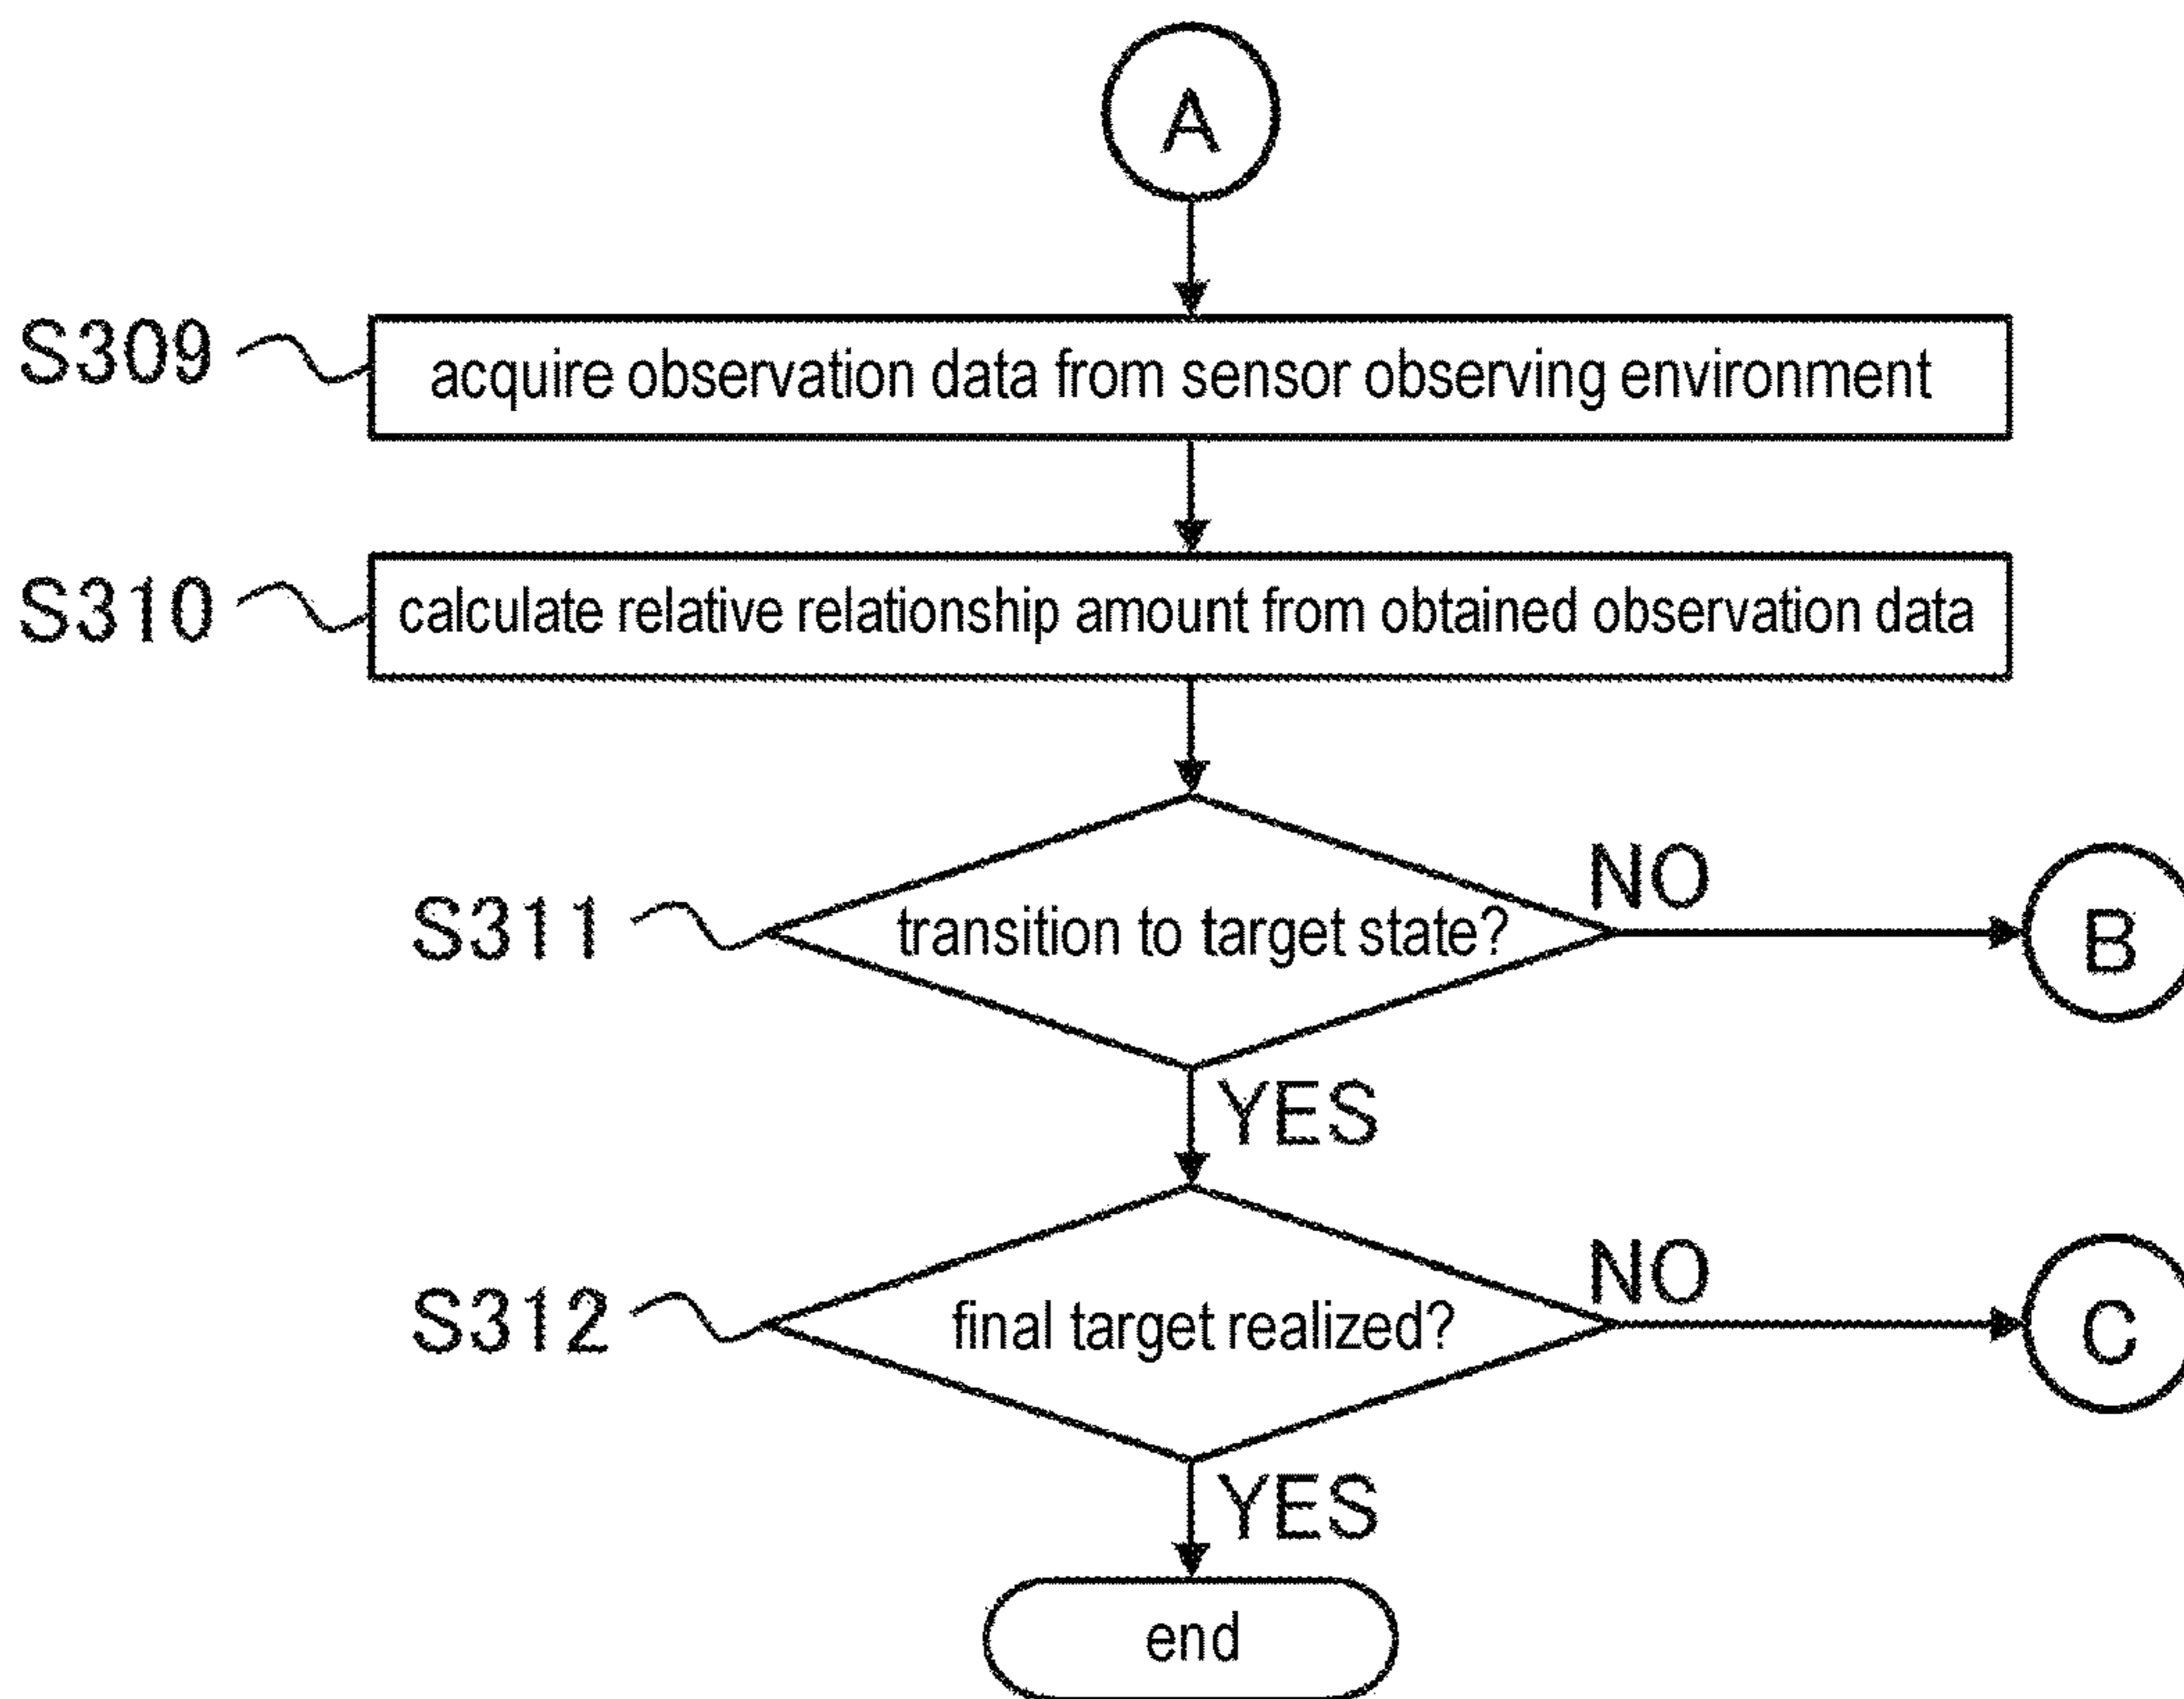 A
S309
acquire observation data from sensor observing environment
S310
calculate relative relationship amount from obtained observation data
S311
transition to target state?
NO
B
YES
S312
final target realized?
NO
C
YES
end